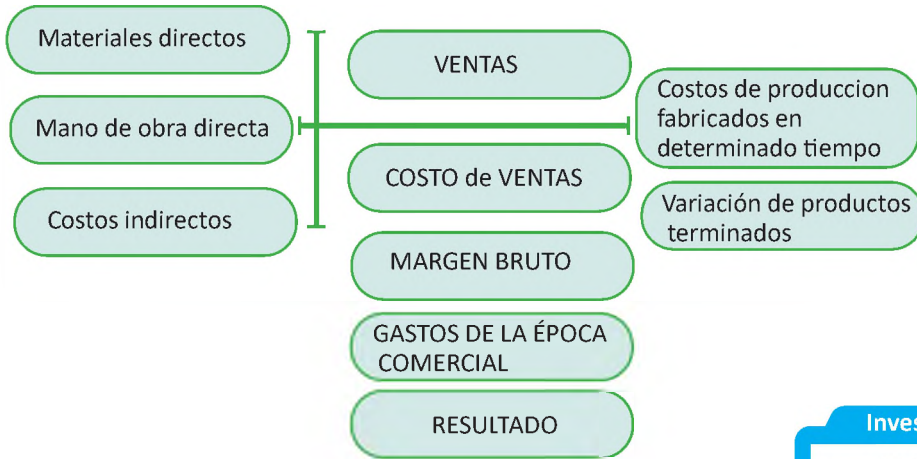 Materiales directos
Mano de obra directa
Costos indirectos
VENTAS
COSTO de VENTAS
MARGEN BRUTO
GASTOS DE LA ÉPOCA
COMERCIAL
RESULTADO
Costos de produccion
fabricados en
determinado tiempo
Variación de productos
terminados